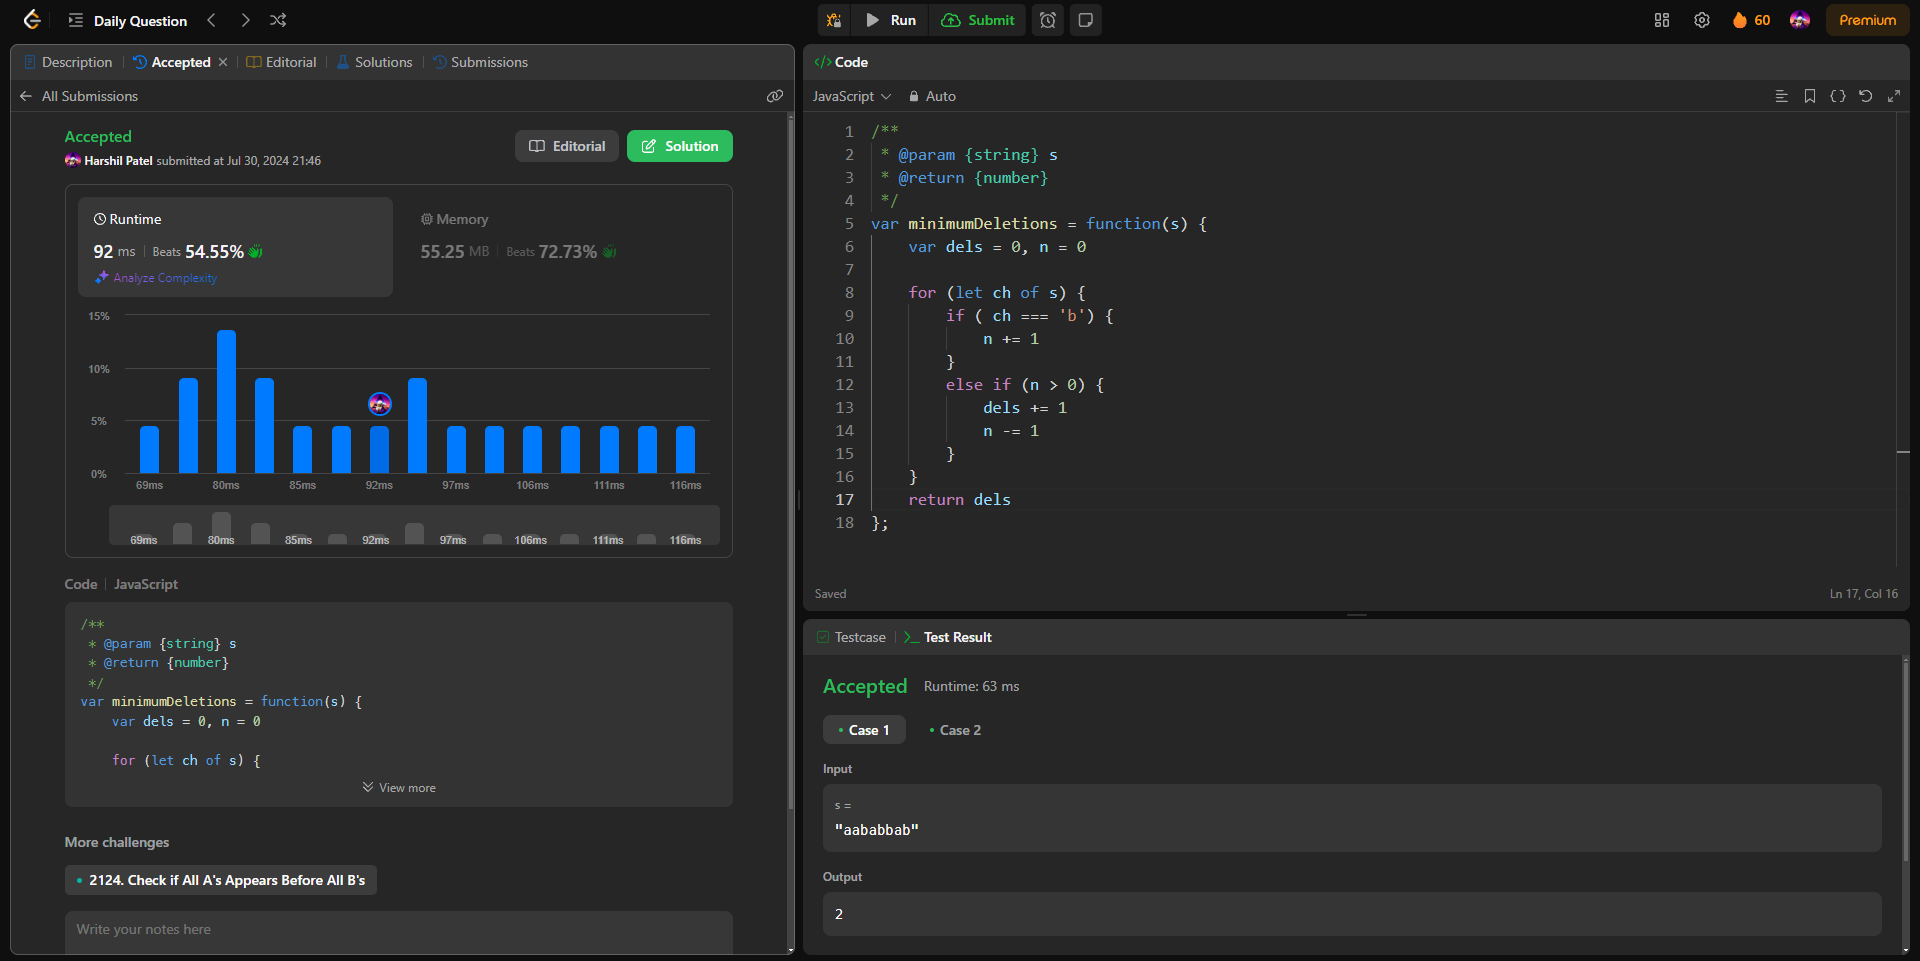 Daily Question
Run
Submit
60
Premium
Description
Accepted
Editorial
Solutions
Submissions
All Submissions
Accepted
Harshil Patel submitted at Jul 30, 2024 21:46
Editorial
Solution
Runtime
92 ms
Beats 54.55%
Analyze Complexity
Memory
55.25 MB
Beats 72.73%
15%
10%
5%
0%
69ms 80ms 85ms 92ms 97ms 106ms 111ms 116ms
69ms 80ms 85ms 92ms 97ms 106ms 111ms 116ms
Code | JavaScript
/**
 * @param {string} s
 * @return {number}
 */
var minimumDeletions = function(s) {
    var dels = 0, n = 0

    for (let ch of s) {
View more
More challenges
2124. Check if All A's Appears Before All B's
Write your notes here
</> Code
JavaScript
Auto
1 /**
2  * @param {string} s
3  * @return {number}
4  */
5 var minimumDeletions = function(s) {
6     var dels = 0, n = 0
7
8     for (let ch of s) {
9         if ( ch === 'b') {
10             n += 1
11         }
12         else if (n > 0) {
13             dels += 1
14             n -= 1
15         }
16     }
17     return dels
18 };
Saved
Ln 17, Col 16
Testcase
Test Result
Accepted
Runtime: 63 ms
Case 1
Case 2
Input
s =
"aababbab"
Output
2